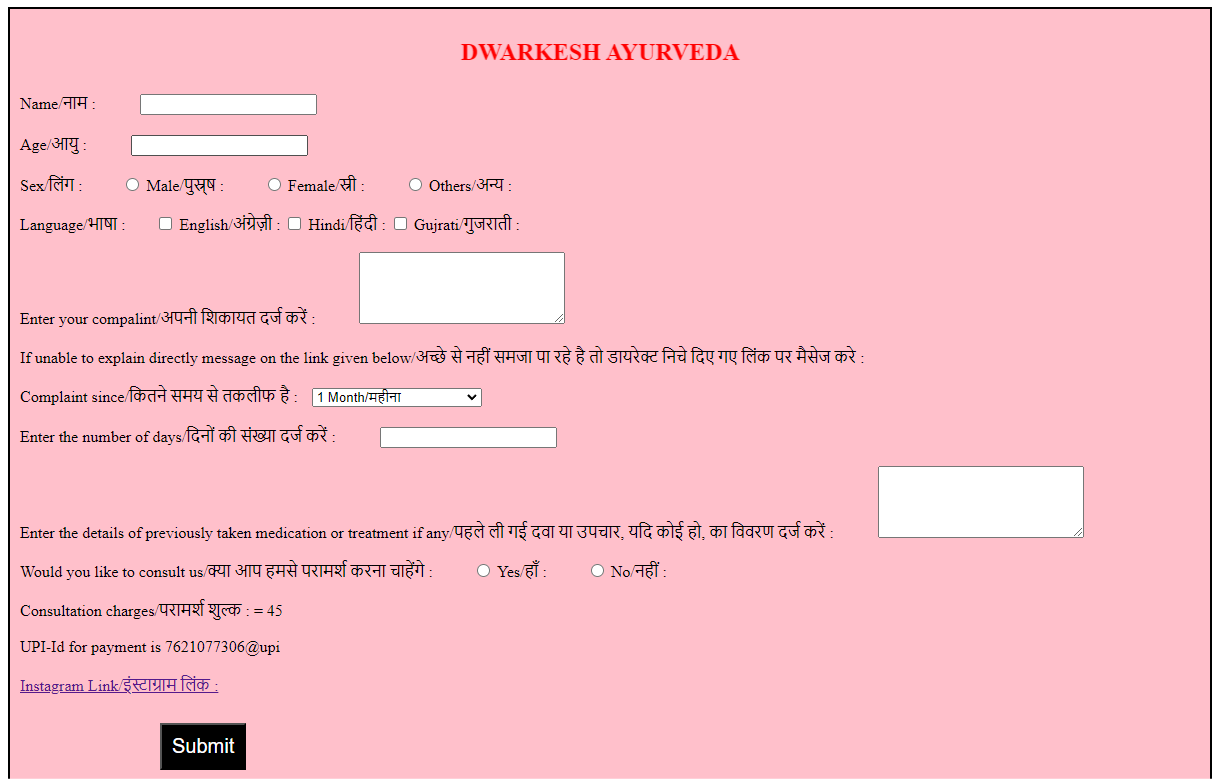 DWARKESH AYURVEDA
Name/नाम :
Age/आयु :
Sex/लिंग : Male/पुरूष : Female/स्री : Others/अन्य :
Language/भाषा : English/अंग्रेज़ी : Hindi/हिंदी : Gujrati/गुजराती :
Enter your compalint/अपनी शिकायत दर्ज करें :
If unable to explain directly message on the link given below/अच्छे से नहीं समजा पा रहे है तो डायरेक्ट निचे दिए गए लिंक पर मैसेज करे :
Complaint since/कितने समय से तकलीफ है : 1 Month/महीना
Enter the number of days/दिनों की संख्या दर्ज करें :
Enter the details of previously taken medication or treatment if any/पहले ली गई दवा या उपचार, यदि कोई हो, का विवरण दर्ज करें :
Would you like to consult us/क्या आप हमसे परामर्श करना चाहेंगे : Yes/हाँ : No/नहीं :
Consultation charges/परामर्श शुल्क : = 45
UPI-Id for payment is 7621077306@upi
Instagram Link/इंस्टाग्राम लिंक :
Submit